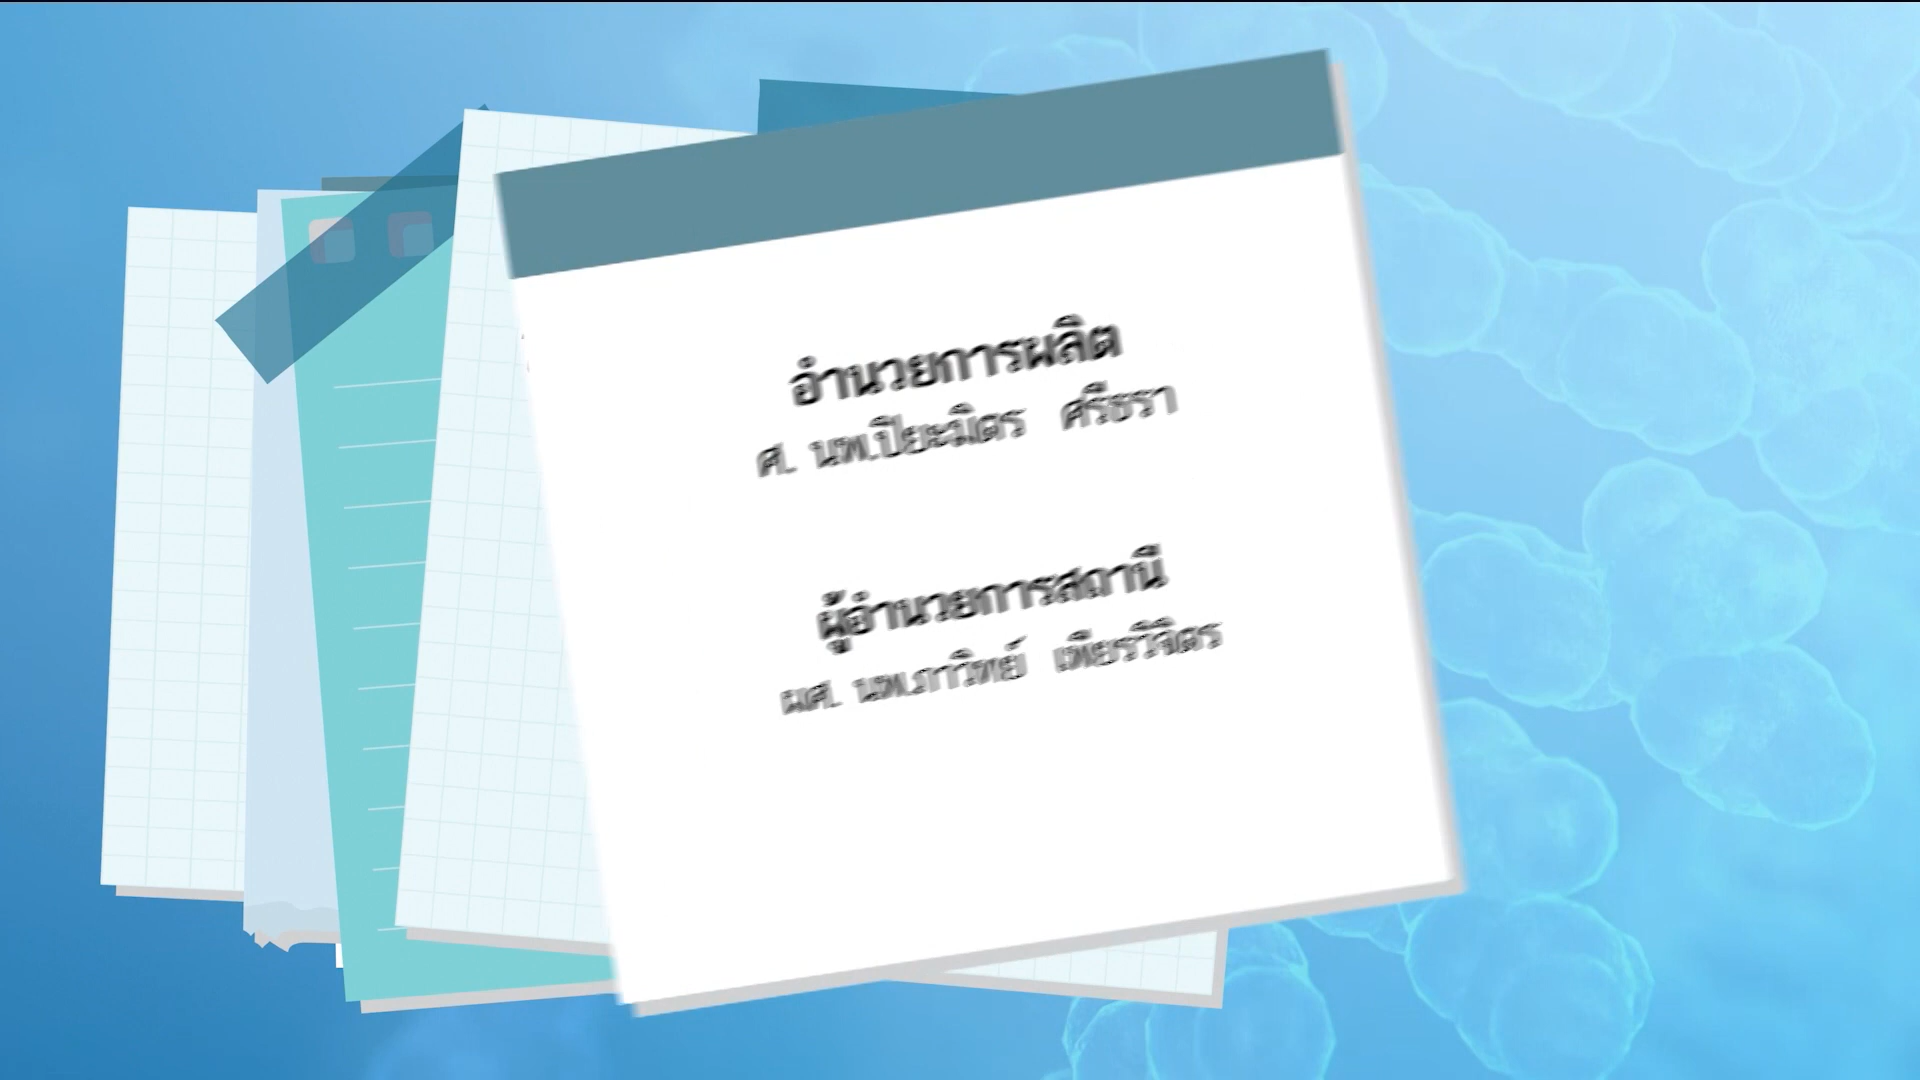 อำนวยการผลิต
ศ. นพ.ปิยะมิตร ศรีธรา
ผู้อำนวยการสถานี
ผศ. นพ.ภาวิทย์ เพียรวิจิตร